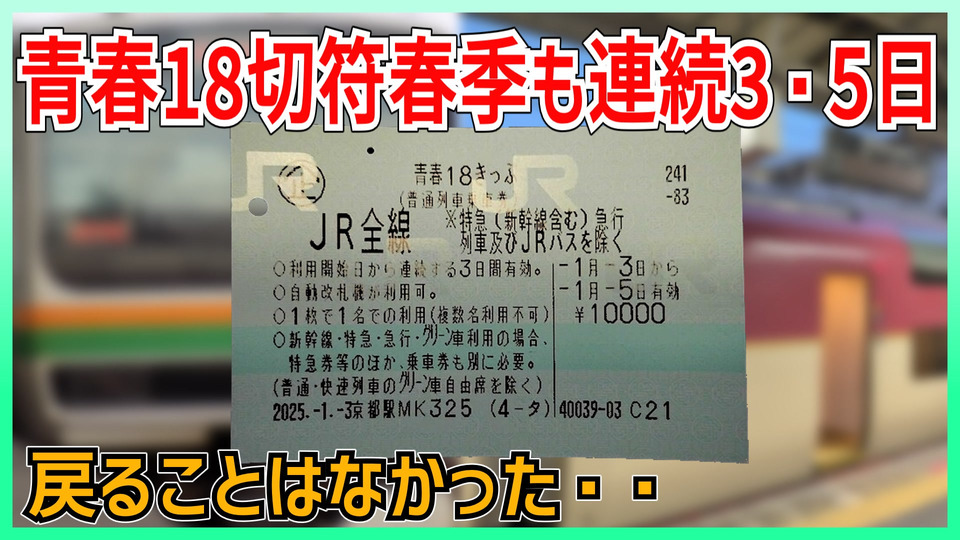 青春18切符春季も連続3・5日
青春18きっぷ
241
(普通列車乗車券)
-83
JR全線
※特急(新幹線含む)急行
列車及びJRバスを除く
○利用開始日から連続する3日間有効。
-1月-3日から
○自動改札機が利用可。
-1月-5日有効
○1枚で1名での利用(複数名利用不可)
¥10000
○新幹線・特急・急行・グリーン車利用の場合、
特急券等のほか、乗車券も別に必要。
(普通・快速列車のグリーン車自由席を除く)
2025.-1.-3京都駅MK325 (4-タ) 40039-03 C21
戻ることはなかった・・